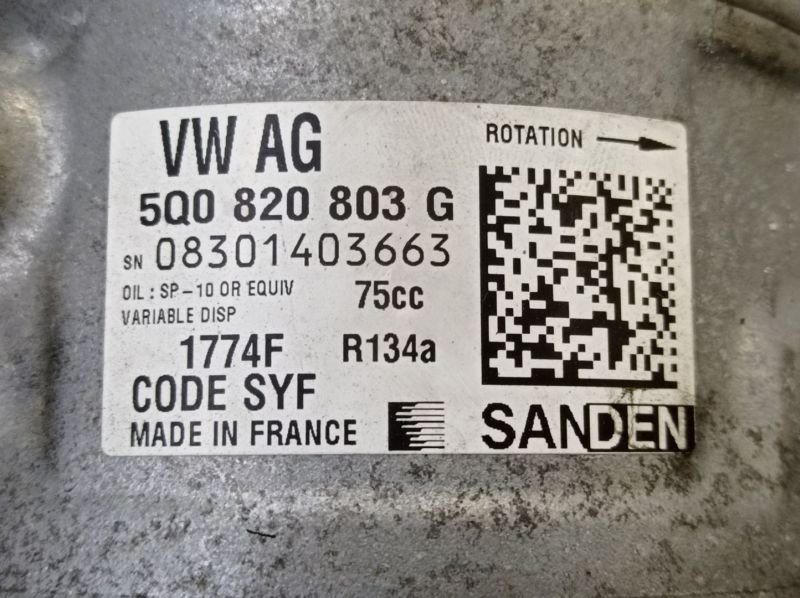 VW AG
ROTATION
5Q0 820 803 G
SN 08301403663
OIL : SP-10 OR EQUIV 75cc
VARIABLE DISP
1774F R134a
CODE SYF
MADE IN FRANCE
SANDEN